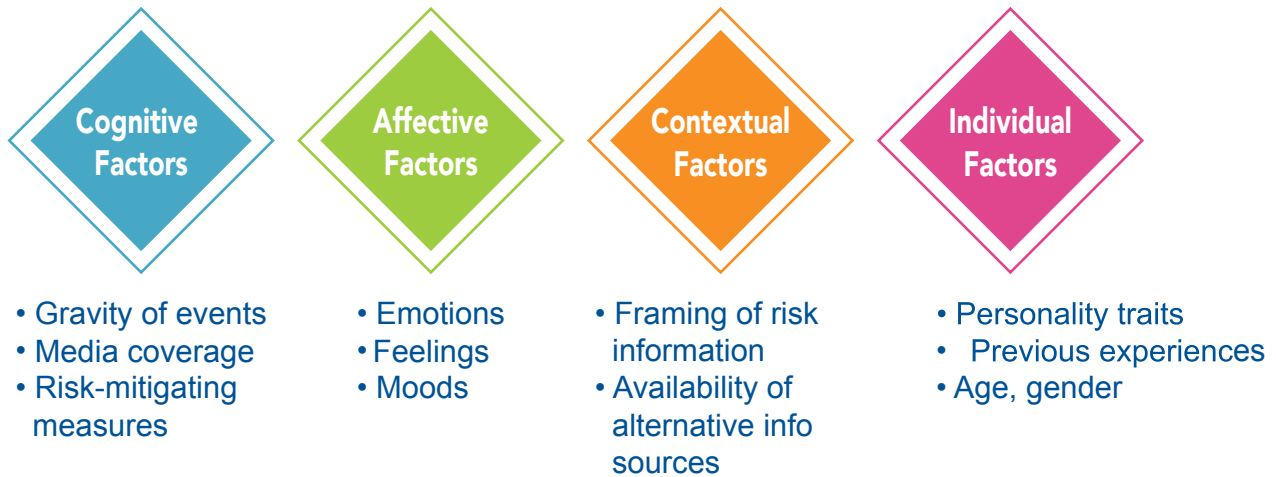 Cognitive
Factors
• Gravity of events
• Media coverage
• Risk-mitigating
measures
Affective
Factors
• Emotions
• Feelings
• Moods
Contextual
Factors
• Framing of risk
information
• Availability of
alternative info
sources
Individual
Factors
• Personality traits
• Previous experiences
• Age, gender